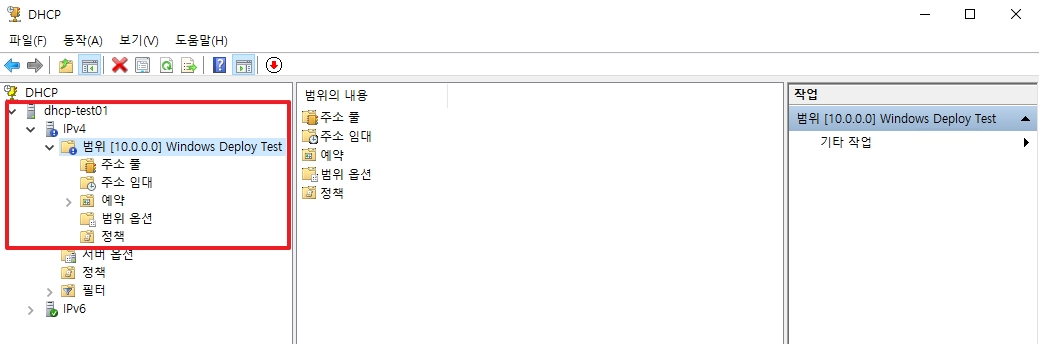 DHCP
파일(F) 동작(A) 보기(V) 도움말(H)
DHCP
dhcp-test01
IPv4
범위 [10.0.0.0] Windows Deploy Test
주소 풀
주소 임대
예약
범위 옵션
정책
서버 옵션
정책
필터
IPv6
범위의 내용
주소 풀
주소 임대
예약
범위 옵션
정책
작업
범위 [10.0.0.0] Windows Deploy Test
기타 작업